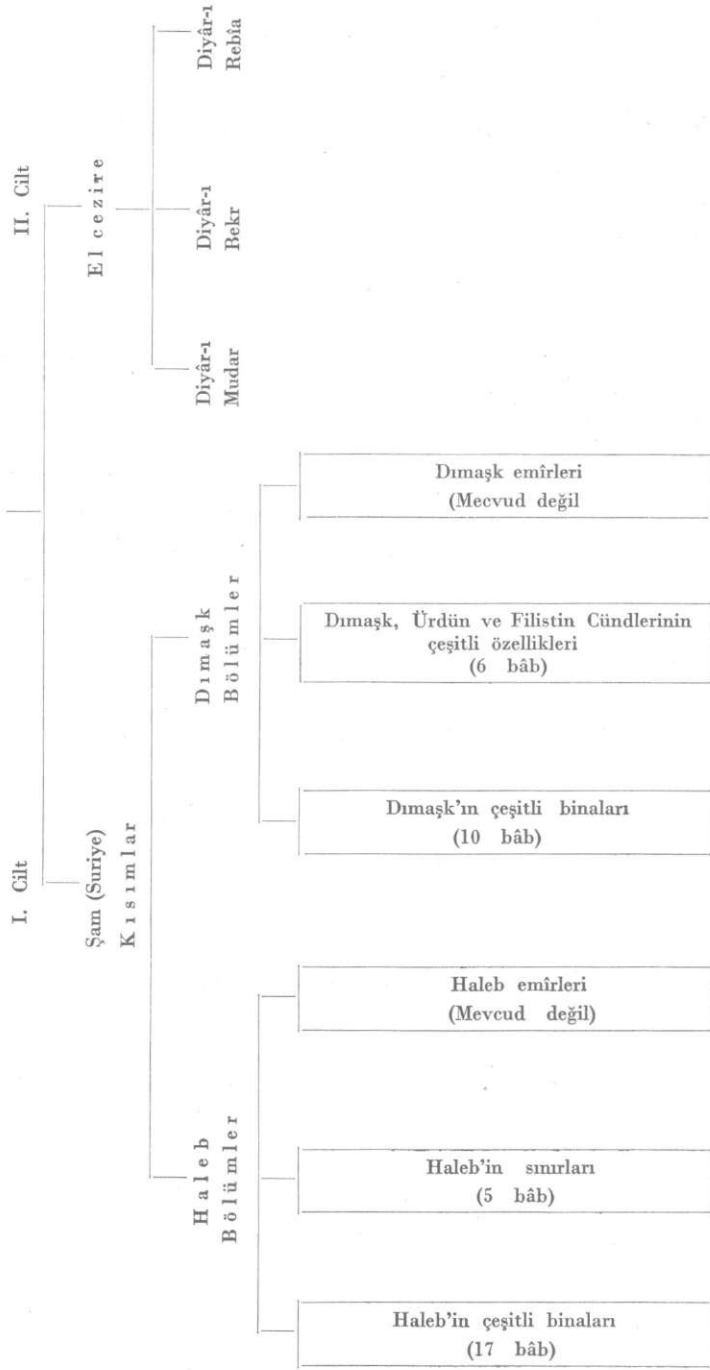 I. Cilt
Şam (Suriye)
Kısımlar
Haleb
Bölümler
Haleb'in çeşitli binaları
(17 bâb)
Haleb'in sınırları
(5 bâb)
Haleb emîrleri
(Mevcud değil)
Dımaşk
Bölümler
Dımaşk'ın çeşitli binaları
(10 bâb)
Dımaşk, Ürdün ve Filistin Cündlerinin
çeşitli özellikleri
(6 bâb)
Dımaşk emîrleri
(Mecvud değil
II. Cilt
Elcezire
Diyâr-ı
Mudar
Diyâr-ı
Bekr
Diyâr-ı
Rebîa